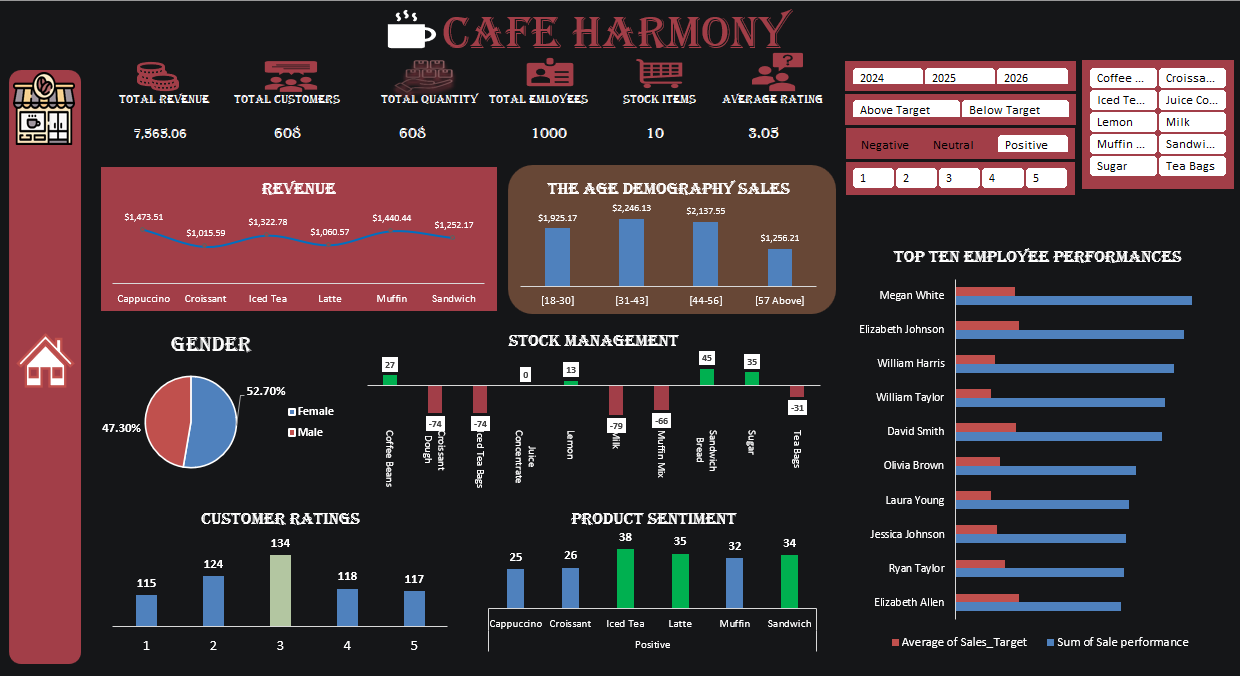 CAFE HARMONY
TOTAL REVENUE TOTAL CUSTOMERS TOTAL QUANTITY TOTAL EMLOYEES STOCK ITEMS AVERAGE RATING
?
7,565.06 608 608 1000 10 3.05
2024 2025 2026
Above Target Below Target
Negative Neutral Positive
1 2 3 4 5
Coffee ... Croissa...
Iced Te... Juice Co...
Lemon Milk
Muffin ... Sandwi...
Sugar Tea Bags
REVENUE
$1,473.51 $1,015.59 $1,322.78 $1,060.57 $1,440.44 $1,252.17
Cappuccino Croissant Iced Tea Latte Muffin Sandwich
THE AGE DEMOGRAPHY SALES
$1,925.17 $2,246.13 $2,137.55 $1,256.21
[18-30] [31-43] [44-56] [57 Above]
GENDER
52.70%
47.30%
Female
Male
STOCK MANAGEMENT
27 -74 -74 0 13 -79 -66 45 35 -31
Coffee Beans
Croissant
Dough
Iced Tea Bags
Juice
Concentrate
Lemon
Milk
Muffin Mix
Sandwich
Bread
Sugar
Tea Bags
TOP TEN EMPLOYEE PERFORMANCES
Megan White
Elizabeth Johnson
William Harris
William Taylor
David Smith
Olivia Brown
Laura Young
Jessica Johnson
Ryan Taylor
Elizabeth Allen
Average of Sales_Target Sum of Sale performance
CUSTOMER RATINGS
115 124 134 118 117
1 2 3 4 5
PRODUCT SENTIMENT
25 26 38 35 32 34
Cappuccino Croissant Iced Tea Latte Muffin Sandwich
Positive